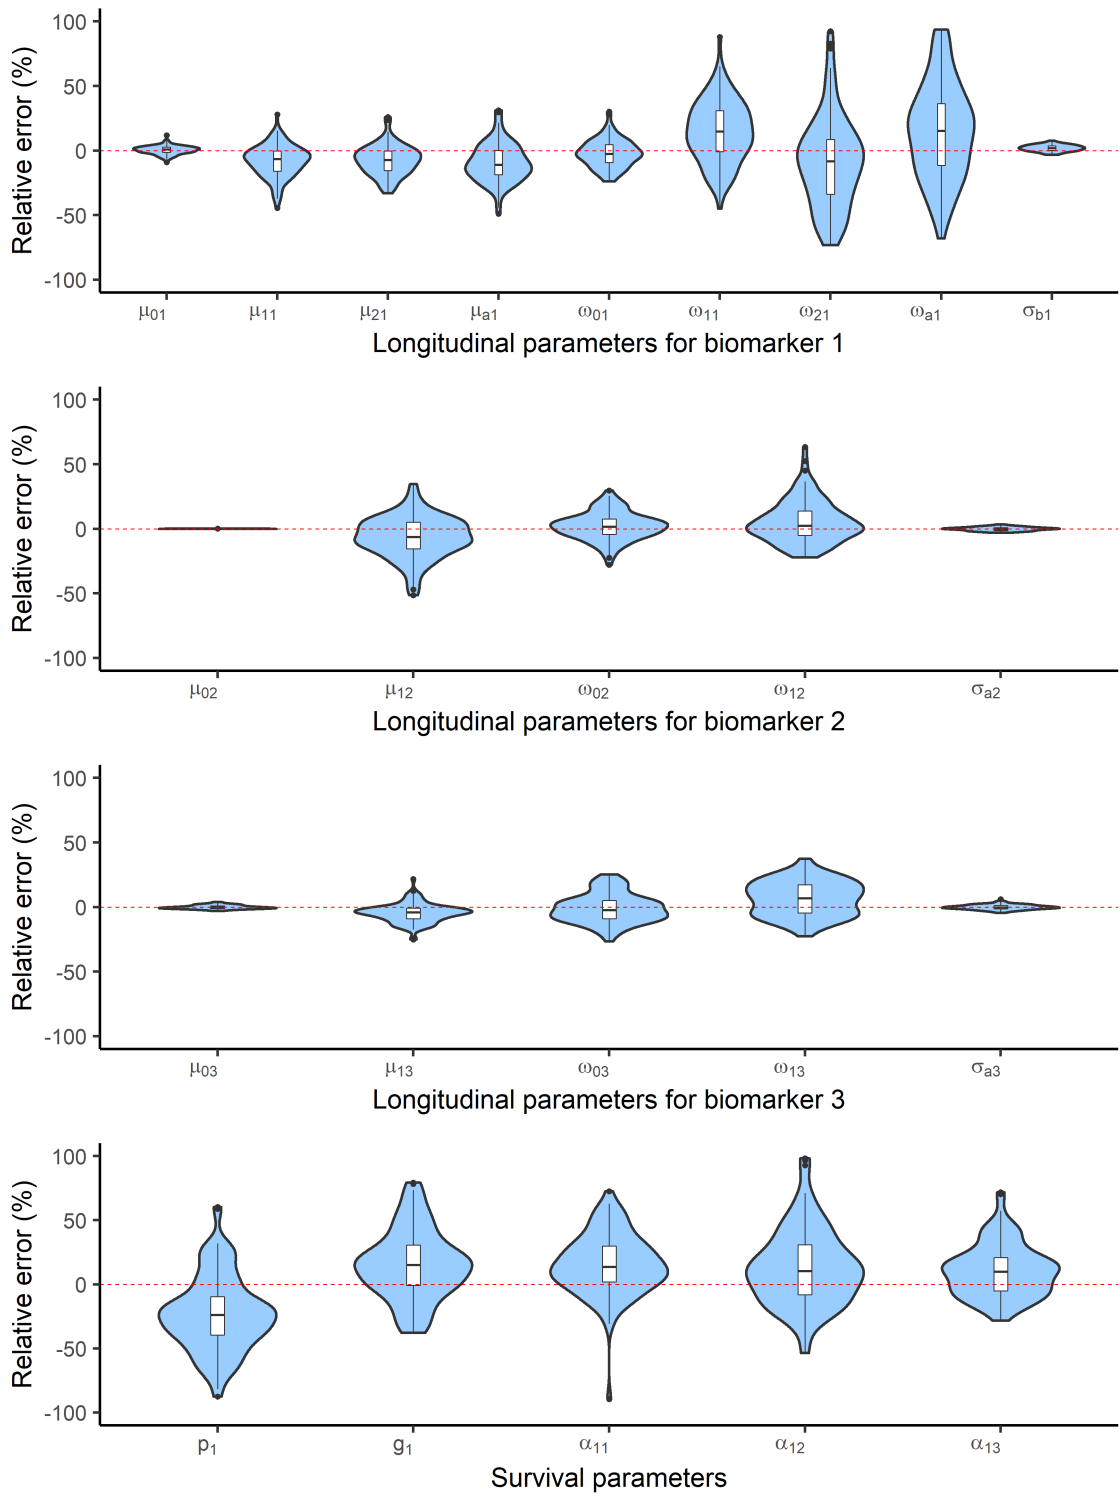 Relative error (%)
100
50
0
-50
-100
μ01 μ11 μ21 μa1 ω01 ω11 ω21 ωa1 σb1
Longitudinal parameters for biomarker 1
Relative error (%)
100
50
0
-50
-100
μ02 μ12 ω02 ω12 σa2
Longitudinal parameters for biomarker 2
Relative error (%)
100
50
0
-50
-100
μ03 μ13 ω03 ω13 σa3
Longitudinal parameters for biomarker 3
Relative error (%)
100
50
0
-50
-100
p1 g1 α11 α12 α13
Survival parameters